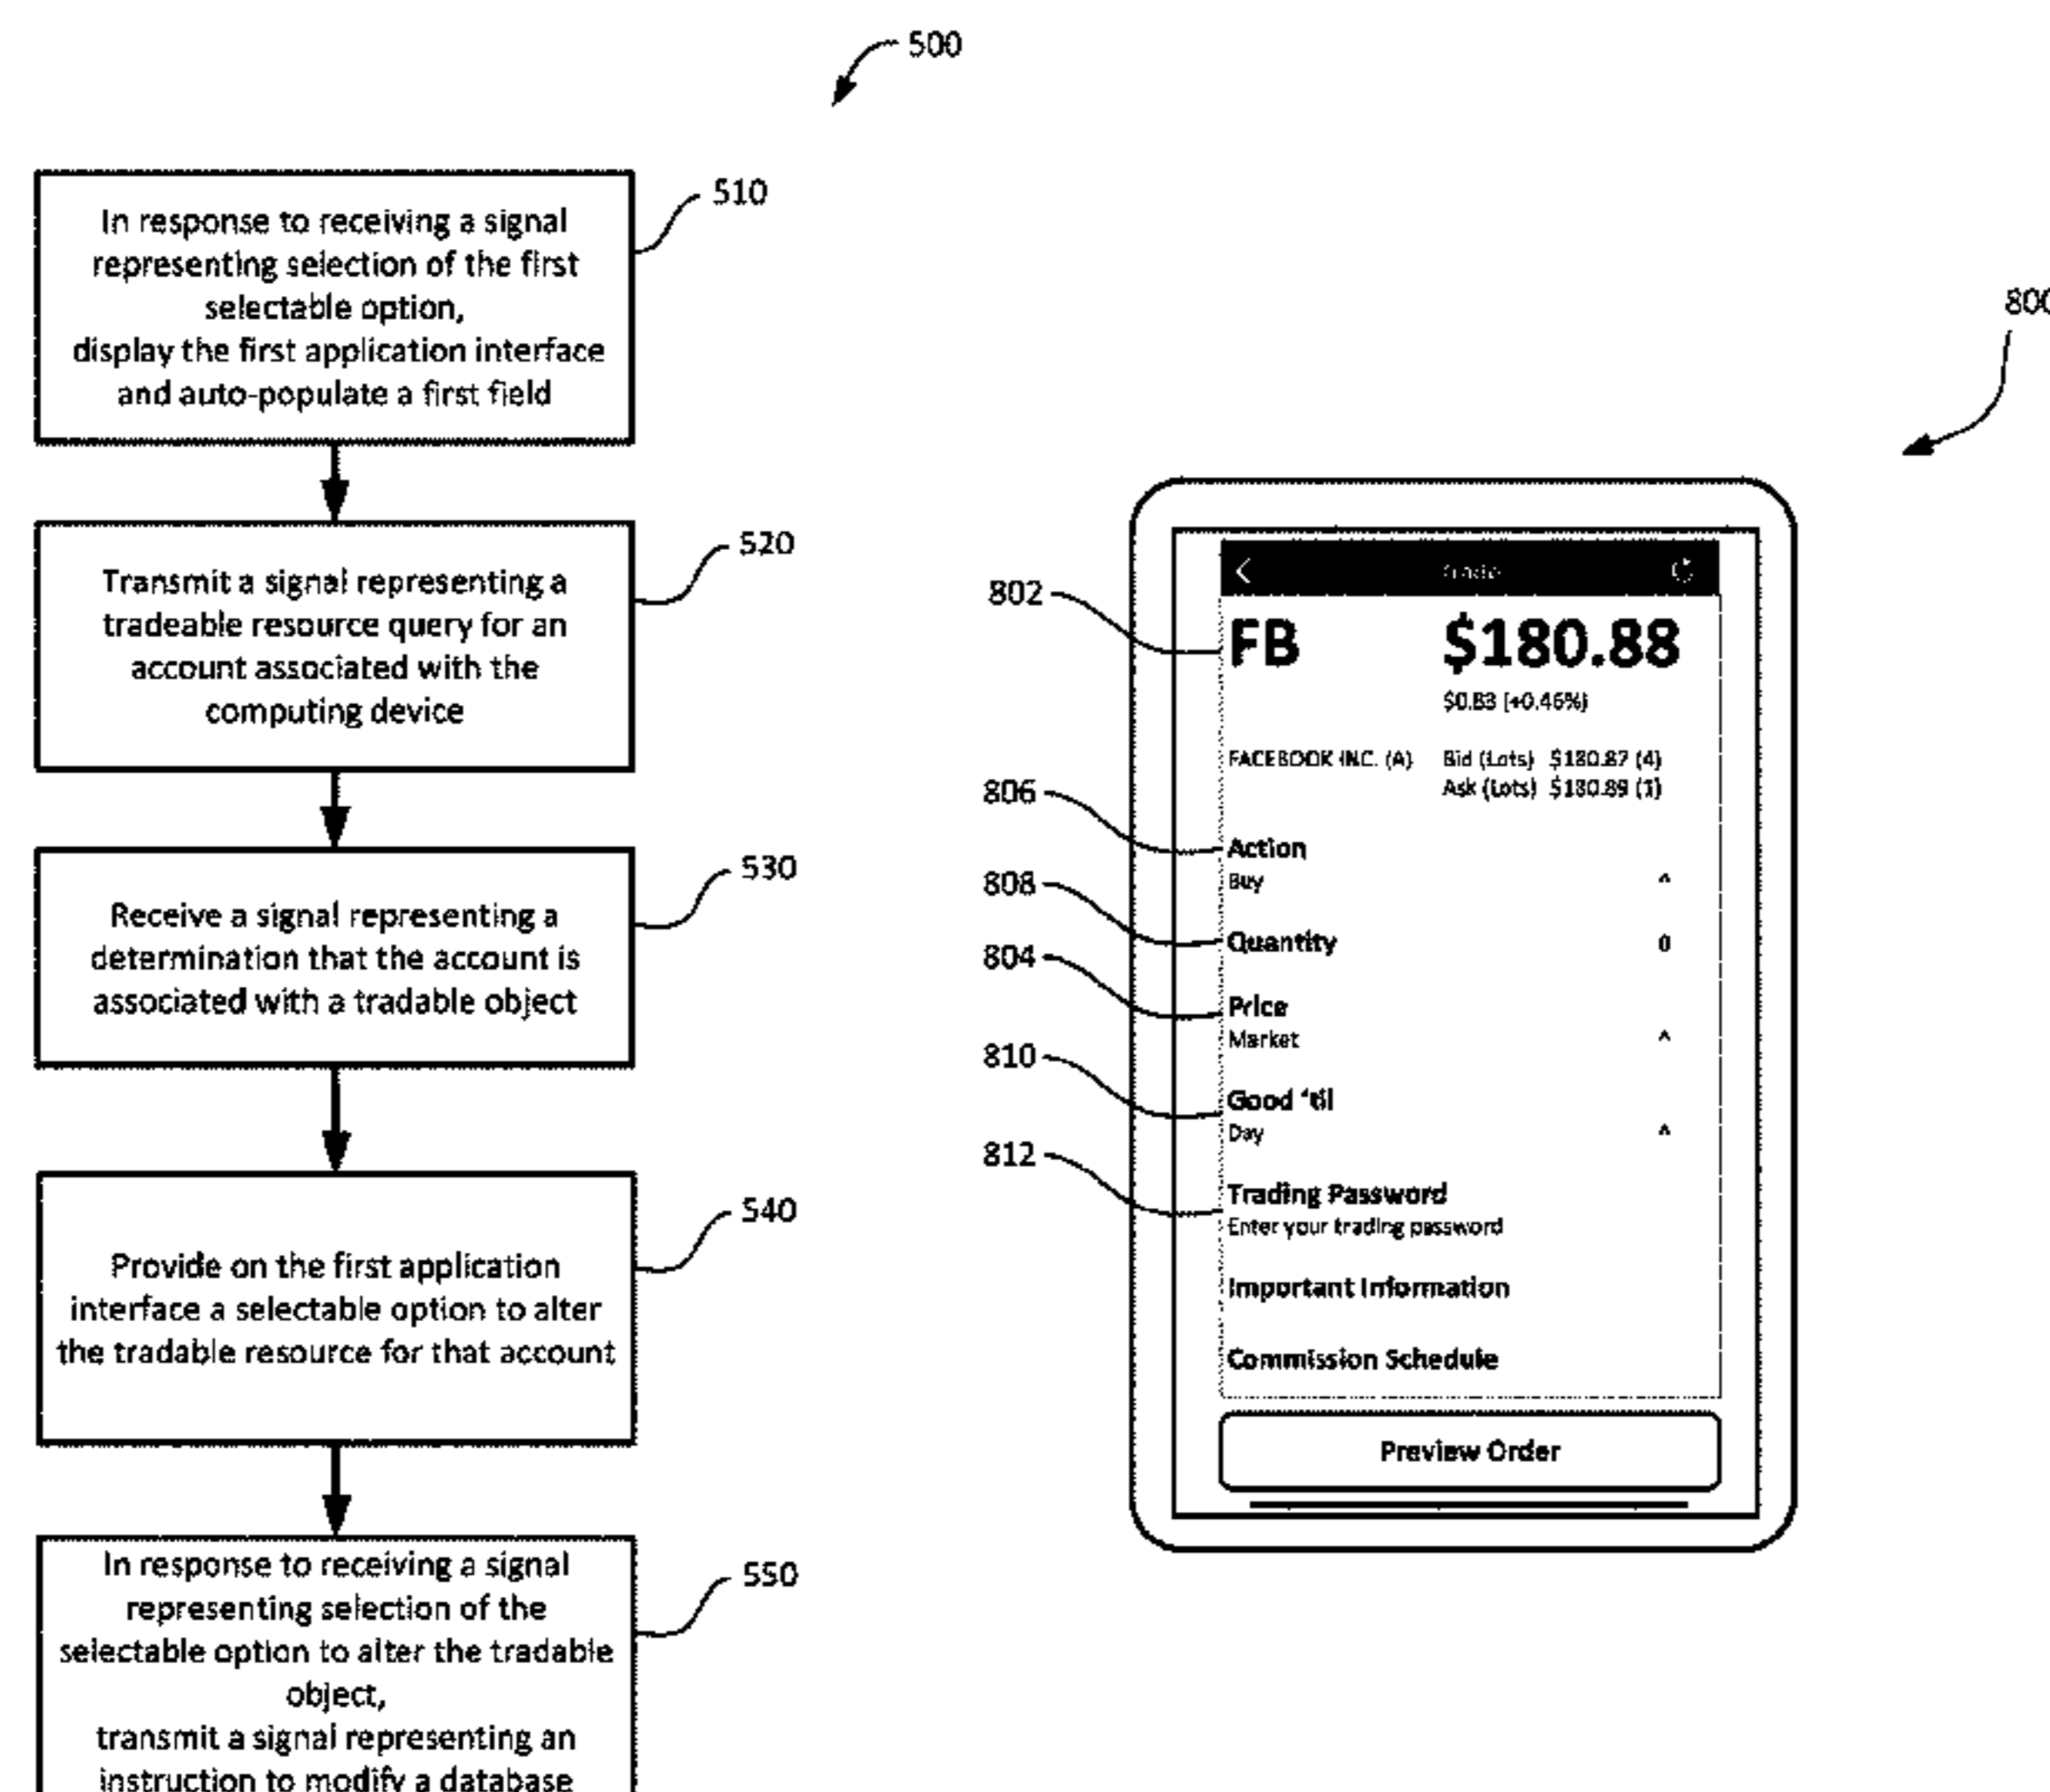 500
510
In response to receiving a signal
representing selection of the first
selectable option,
display the first application interface
and auto-populate a first field
520
Transmit a signal representing a
tradeable resource query for an
account associated with the
computing device
530
Receive a signal representing a
determination that the account is
associated with a tradable object
540
Provide on the first application
interface a selectable option to alter
the tradable resource for that account
550
In response to receiving a signal
representing selection of the
selectable option to alter the tradable
object,
transmit a signal representing an
instruction to modify a database
800
Trade
802
FB $180.88
$0.83 (+0.46%)
FACEBOOK INC. (A) Bid (Lots) $180.87 (4)
Ask (Lots) $180.89 (1)
806
Action
Buy ^
808
Quantity 0
804
Price
Market ^
810
Good 'til
Day ^
812
Trading Password
Enter your trading password
Important Information
Commission Schedule
Preview Order